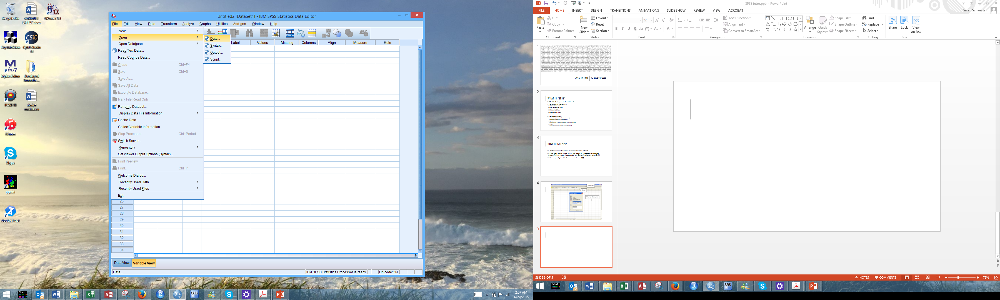 Recycle Bin
VARIABLE LABELS.docx
GPower 3.1
CrystalVision
Cytel Studio 11
Mplus Editor
Overlayed Smoothe...
PASS 13
derive med.docx
iTunes
Skype
ggobi
doubleTwist
Untitled2 [DataSet1] - IBM SPSS Statistics Data Editor
File Edit View Data Transform Analyze Graphs Utilities Add-ons Window Help
New
Open
Open Database
Read Text Data...
Read Cognos Data...
Close Ctrl+F4
Save Ctrl+S
Save As...
Save All Data
Export to Database...
Mark File Read Only
Rename Dataset...
Display Data File Information
Cache Data...
Collect Variable Information
Stop Processor Ctrl+Period
Switch Server...
Repository
Set Viewer Output Options (Syntax)...
Print Preview
Print... Ctrl+P
Welcome Dialog...
Recently Used Data
Recently Used Files
Exit
Data...
Syntax...
Output...
Script...
Label Values Missing Columns Align Measure Role
26
27
28
29
30
31
32
33
34
Data View Variable View
Data... IBM SPSS Statistics Processor is ready Unicode:ON
Start
2:07 AM
6/29/2015
SPSS intro.pptx - PowerPoint
FILE HOME INSERT DESIGN TRANSITIONS ANIMATIONS SLIDE SHOW REVIEW VIEW ACROBAT Sarah Schwartz
Paste
Cut
Copy
Format Painter
New Slide
Layout
Reset
Section
22
Text Direction
Align Text
Convert to SmartArt
Arrange
Quick Styles
Shape Fill
Shape Outline
Shape Effects
Find
Replace
Select
Share
Lock
View on Box
Clipboard Slides Font Paragraph Drawing Editing Box
1
SPSS INTRO
2
WHAT IS "SPSS"
3
HOW TO GET SPSS
4
5
SLIDE 5 OF 5 NOTES COMMENTS 75%
Start